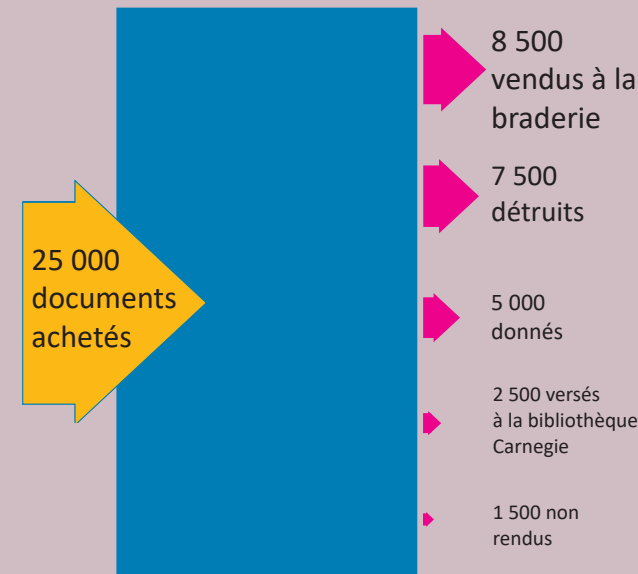 25 000
documents
achetés
8 500
vendus à la
braderie
7 500
détruits
5 000
donnés
2 500 versés
à la bibliothèque
Carnegie
1 500 non
rendus